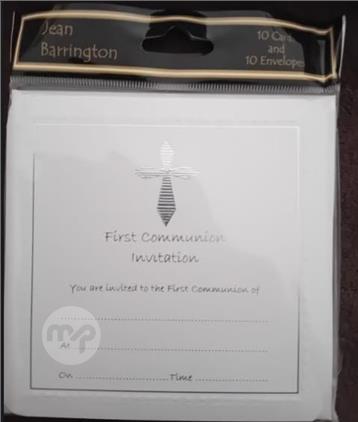 Jean
Barrington
10 Cards
and
10 Envelopes
First Communion
Invitation
You are invited to the First Communion of
At
On Time
mp